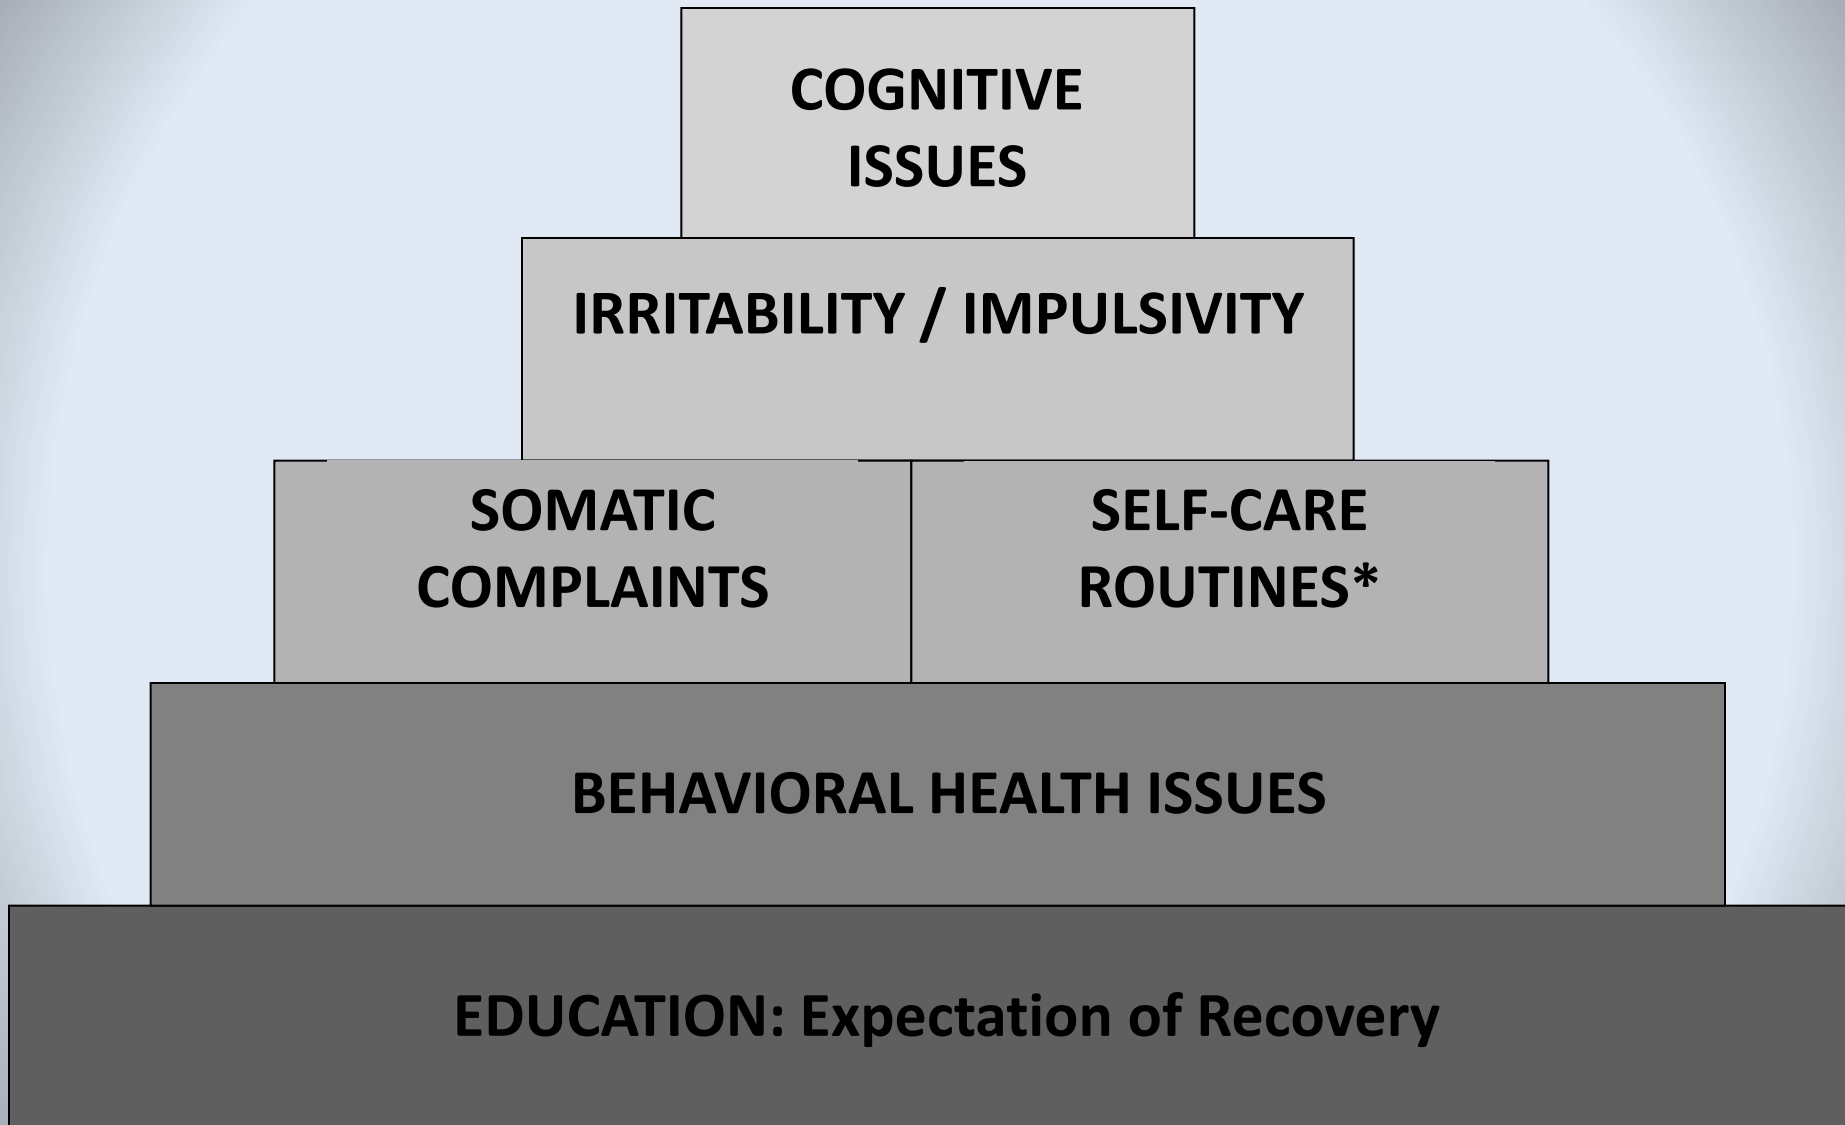 COGNITIVE
ISSUES
IRRITABILITY / IMPULSIVITY
SOMATIC
COMPLAINTS
SELF-CARE
ROUTINES*
BEHAVIORAL HEALTH ISSUES
EDUCATION: Expectation of Recovery